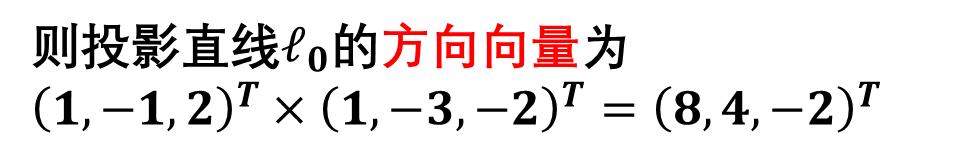 则投影直线ℓ₀的方向向量为
(1,−1,2)ᵀ × (1,−3,−2)ᵀ = (8,4,−2)ᵀ